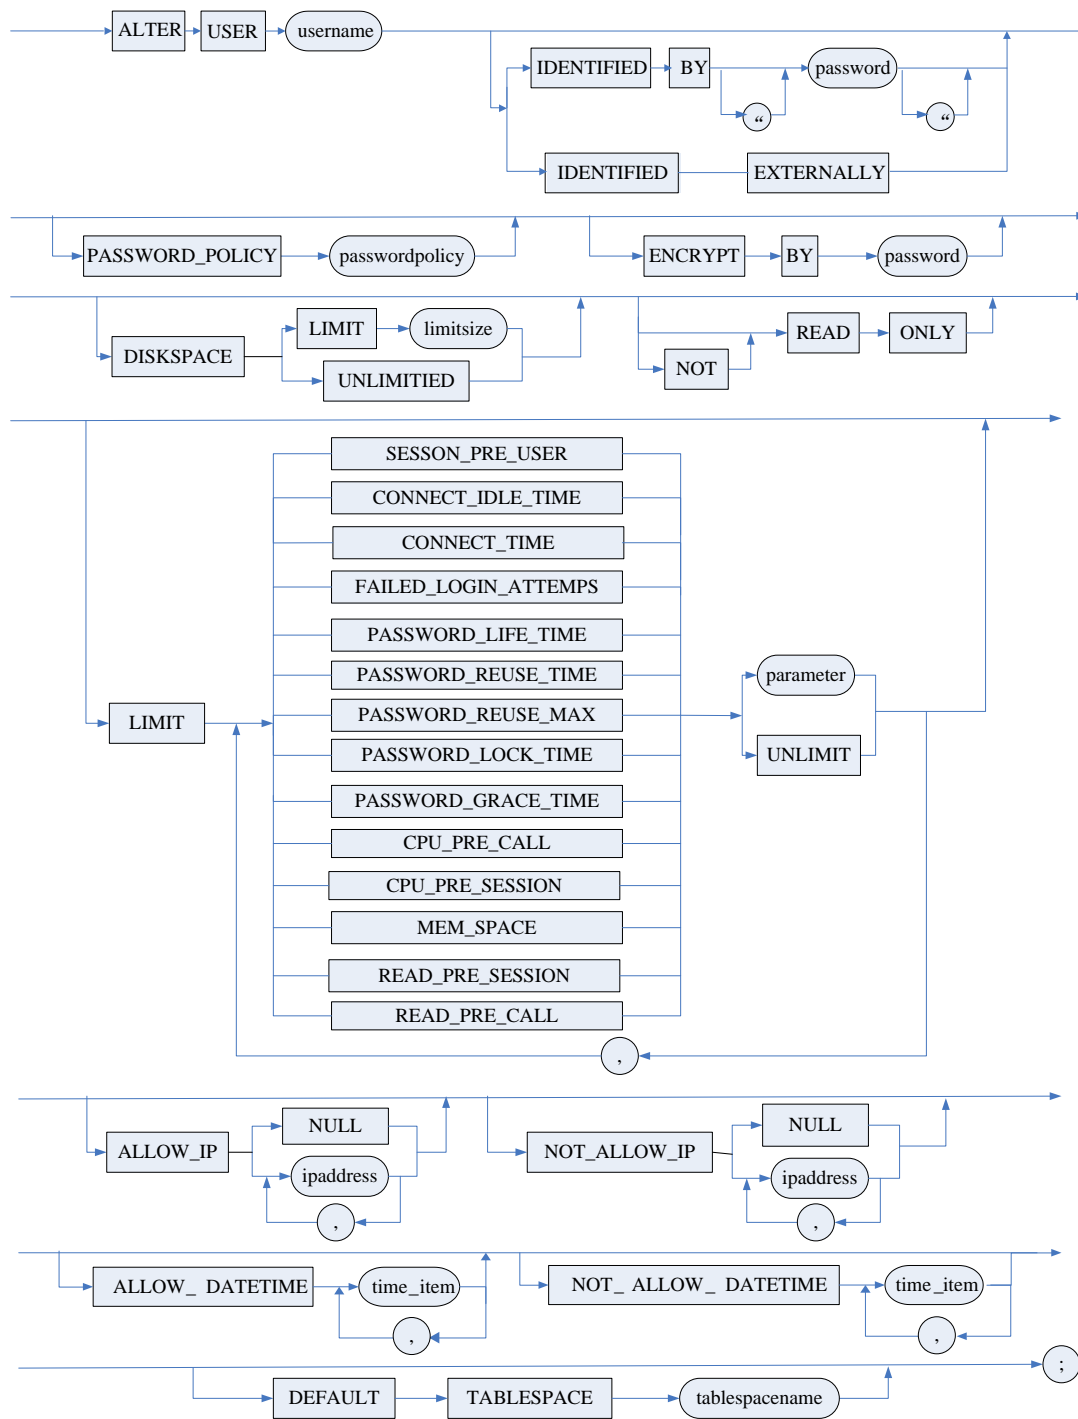 ALTER USER username
IDENTIFIED BY password
“ “
IDENTIFIED EXTERNALLY
PASSWORD_POLICY passwordpolicy ENCRYPT BY password
LIMIT limitsize READ ONLY
DISKSPACE
UNLIMITIED NOT
SESSON_PRE_USER
CONNECT_IDLE_TIME
CONNECT_TIME
FAILED_LOGIN_ATTEMPS
PASSWORD_LIFE_TIME
PASSWORD_REUSE_TIME parameter
LIMIT PASSWORD_REUSE_MAX
PASSWORD_LOCK_TIME UNLIMIT
PASSWORD_GRACE_TIME
CPU_PRE_CALL
CPU_PRE_SESSION
MEM_SPACE
READ_PRE_SESSION
READ_PRE_CALL
,
NULL NULL
ALLOW_IP NOT_ALLOW_IP
ipaddress ipaddress
, ,
ALLOW_ DATETIME time_item NOT_ ALLOW_ DATETIME time_item
, ,
;
DEFAULT TABLESPACE tablespacename